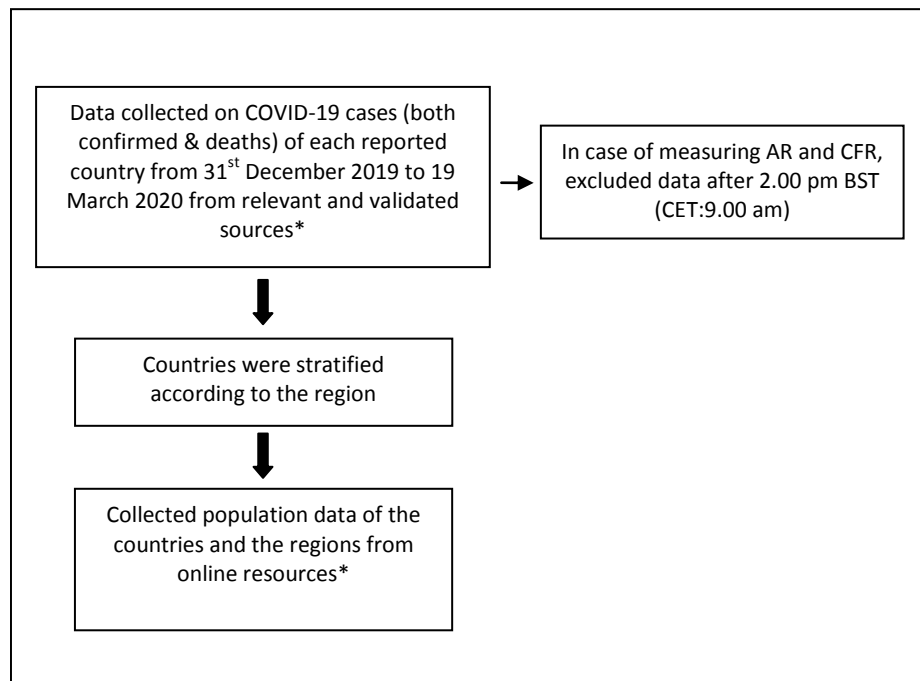 Data collected on COVID-19 cases (both
confirmed & deaths) of each reported
country from 31st December 2019 to 19
March 2020 from relevant and validated
sources*
In case of measuring AR and CFR,
excluded data after 2.00 pm BST
(CET:9.00 am)
Countries were stratified
according to the region
Collected population data of the
countries and the regions from
online resources*